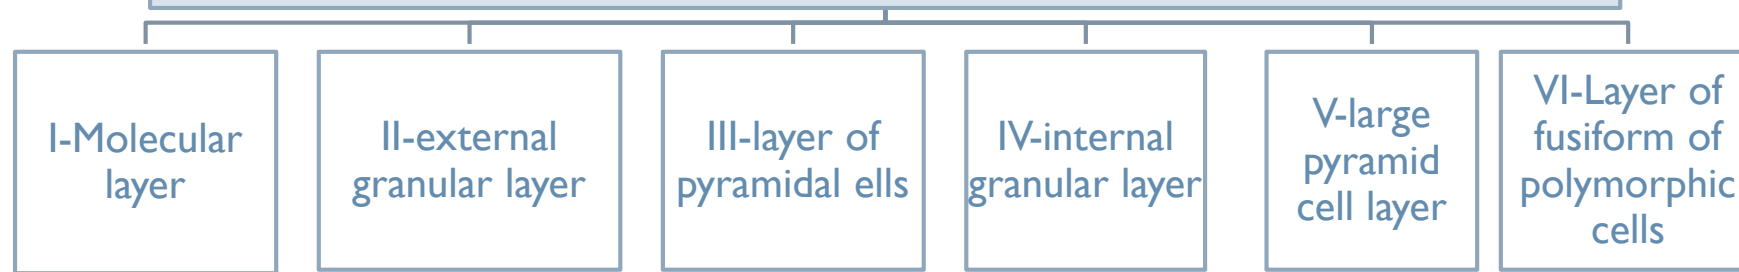 I-Molecular
layer
II-external
granular layer
III-layer of
pyramidal ells
IV-internal
granular layer
V-large
pyramid
cell layer
VI-Layer of
fusiform of
polymorphic
cells